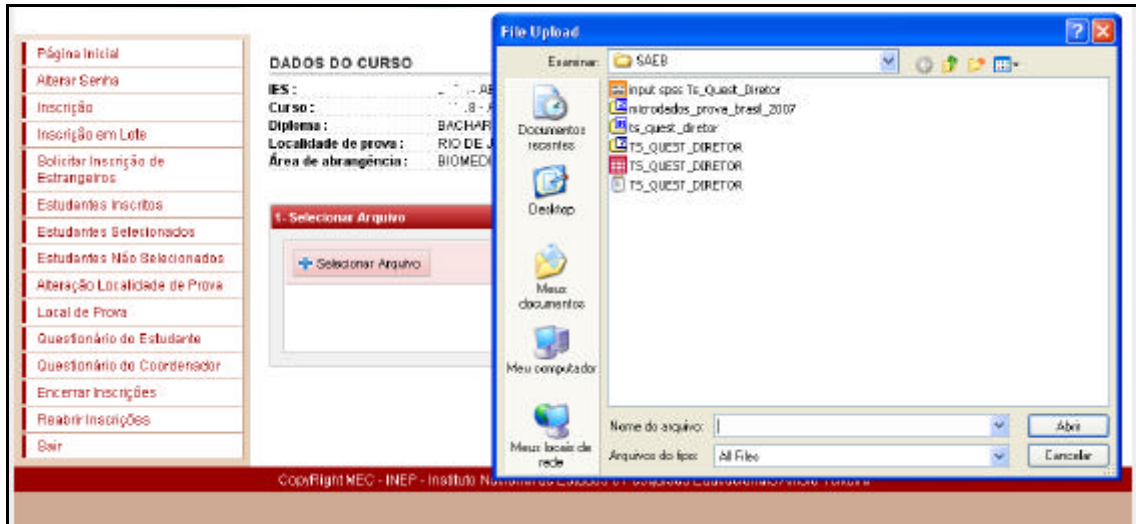 Página Inicial
Alterar Senha
Inscrição
Inscrição em Lote
Solicitar Inscrição de
Estrangeiros
Estudantes Inscritos
Estudantes Selecionados
Estudantes Não Selecionados
Alteração Localidade de Prova
Local de Prova
Questionário do Estudante
Questionário do Coordenador
Encerrar Inscrições
Reabrir Inscrições
Sair
DADOS DO CURSO
IES :
Curso :
Diploma : BACHAR
Localidade de prova : RIO DE J
Área de abrangência : BIOMEDI
1- Selecionar Arquivo
Selecionar Arquivo
File Upload
Examinar: SAEB
Documentos
recentes
Desktop
Meus
documentos
Meu computador
Meus locais de
rede
input spss Ts_Quest_Diretor
microdados_prova_brasil_2007
ts_quest_diretor
TS_QUEST_DIRETOR
TS_QUEST_DIRETOR
TS_QUEST_DIRETOR
Nome do arquivo:
Abrir
Arquivos do tipo: All Files
Cancelar
CopyRight MEC - INEP - Instituto